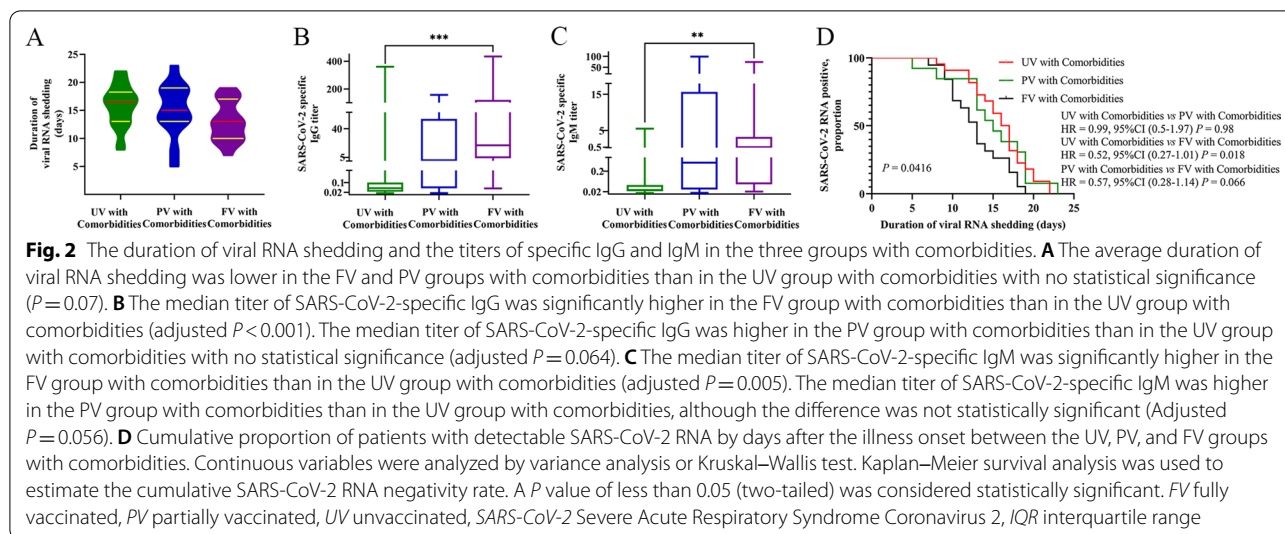 A
Duration of
viral RNA shedding
(days)
25
20
15
10
5
0
UV with
Comorbidities
PV with
Comorbidities
FV with
Comorbidities
B
SARS-CoV-2 specific
IgG titer
400
200
40
5
0.1
0.02
***
UV with
Comorbidities
PV with
Comorbidities
FV with
Comorbidities
C
SARS-CoV-2 specific
IgM titer
100
50
15
5
0.5
0.2
0.02
**
UV with
Comorbidities
PV with
Comorbidities
FV with
Comorbidities
D
SARS-CoV-2 RNA positive,
proportion
100
80
60
40
20
0
P = 0.0416
0
5
10
15
20
25
Duration of viral RNA shedding (days)
UV with Comorbidities
PV with Comorbidities
FV with Comorbidities
UV with Comorbidities vs PV with Comorbidities
HR = 0.99, 95%CI (0.5-1.97) P = 0.98
UV with Comorbidities vs FV with Comorbidities
HR = 0.52, 95%CI (0.27-1.01) P = 0.018
PV with Comorbidities vs FV with Comorbidities
HR = 0.57, 95%CI (0.28-1.14) P = 0.066
Fig. 2 The duration of viral RNA shedding and the titers of specific IgG and IgM in the three groups with comorbidities. A The average duration of
viral RNA shedding was lower in the FV and PV groups with comorbidities than in the UV group with comorbidities with no statistical significance
(P = 0.07). B The median titer of SARS-CoV-2-specific IgG was significantly higher in the FV group with comorbidities than in the UV group with
comorbidities (adjusted P < 0.001). The median titer of SARS-CoV-2-specific IgG was higher in the PV group with comorbidities than in the UV group
with comorbidities with no statistical significance (adjusted P = 0.064). C The median titer of SARS-CoV-2-specific IgM was significantly higher in the
FV group with comorbidities than in the UV group with comorbidities (adjusted P = 0.005). The median titer of SARS-CoV-2-specific IgM was higher
in the PV group with comorbidities than in the UV group with comorbidities, although the difference was not statistically significant (Adjusted
P = 0.056). D Cumulative proportion of patients with detectable SARS-CoV-2 RNA by days after the illness onset between the UV, PV, and FV groups
with comorbidities. Continuous variables were analyzed by variance analysis or Kruskal–Wallis test. Kaplan–Meier survival analysis was used to
estimate the cumulative SARS-CoV-2 RNA negativity rate. A P value of less than 0.05 (two-tailed) was considered statistically significant. FV fully
vaccinated, PV partially vaccinated, UV unvaccinated, SARS-CoV-2 Severe Acute Respiratory Syndrome Coronavirus 2, IQR interquartile range